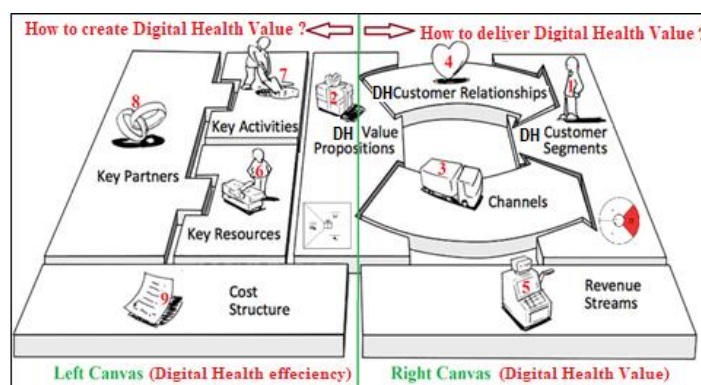 How to create Digital Health Value ?
How to deliver Digital Health Value ?
8
Key Partners
7
Key Activities
6
Key Resources
2
DH Value
Propositions
4
DHCustomer Relationships
3
Channels
1
DH Customer
Segments
9
Cost
Structure
5
Revenue
Streams
Left Canvas (Digital Health effeciency)
Right Canvas (Digital Health Value)